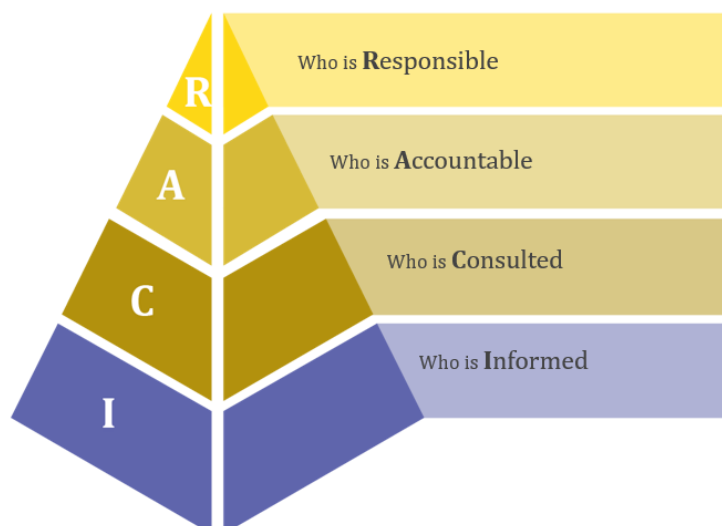 R
Who is Responsible
A
Who is Accountable
C
Who is Consulted
I
Who is Informed